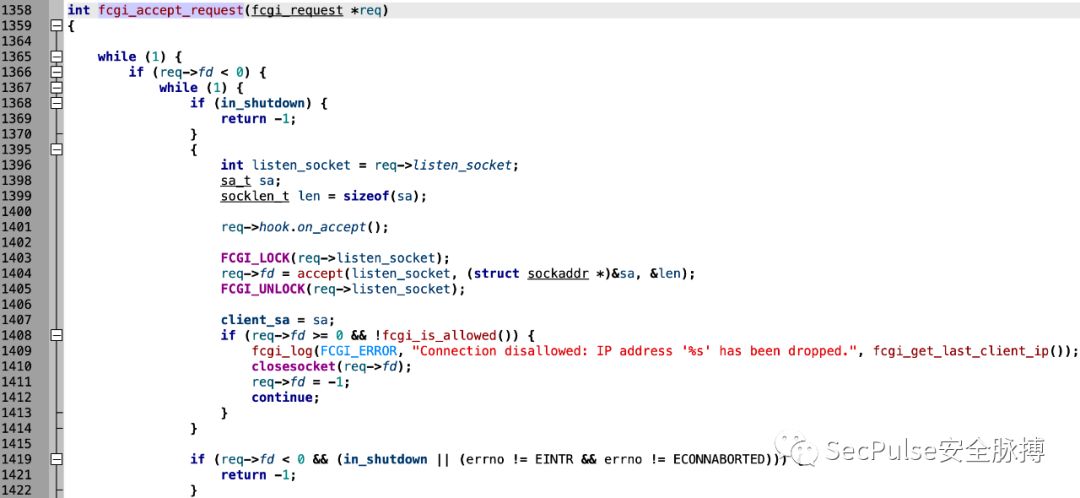 1358 int fcgi_accept_request(fcgi_request *req)
1359 {
1364
1365     while (1) {
1366         if (req->fd < 0) {
1367             while (1) {
1368                 if (in_shutdown) {
1369                     return -1;
1370                 }
1395                 {
1396                     int listen_socket = req->listen_socket;
1398                     sa_t sa;
1399                     socklen_t len = sizeof(sa);
1400
1401                     req->hook.on_accept();
1402
1403                     FCGI_LOCK(req->listen_socket);
1404                     req->fd = accept(listen_socket, (struct sockaddr *)&sa, &len);
1405                     FCGI_UNLOCK(req->listen_socket);
1406
1407                     client_sa = sa;
1408                     if (req->fd >= 0 && !fcgi_is_allowed()) {
1409                         fcgi_log(FCGI_ERROR, "Connection disallowed: IP address '%s' has been dropped.", fcgi_get_last_client_ip());
1410                         closesocket(req->fd);
1411                         req->fd = -1;
1412                         continue;
1413                     }
1414                 }
1415
1419                 if (req->fd < 0 && (in_shutdown || (errno != EINTR && errno != ECONNABORTED))) {
1421                     return -1;
1422                 }
SecPulse安全脉搏